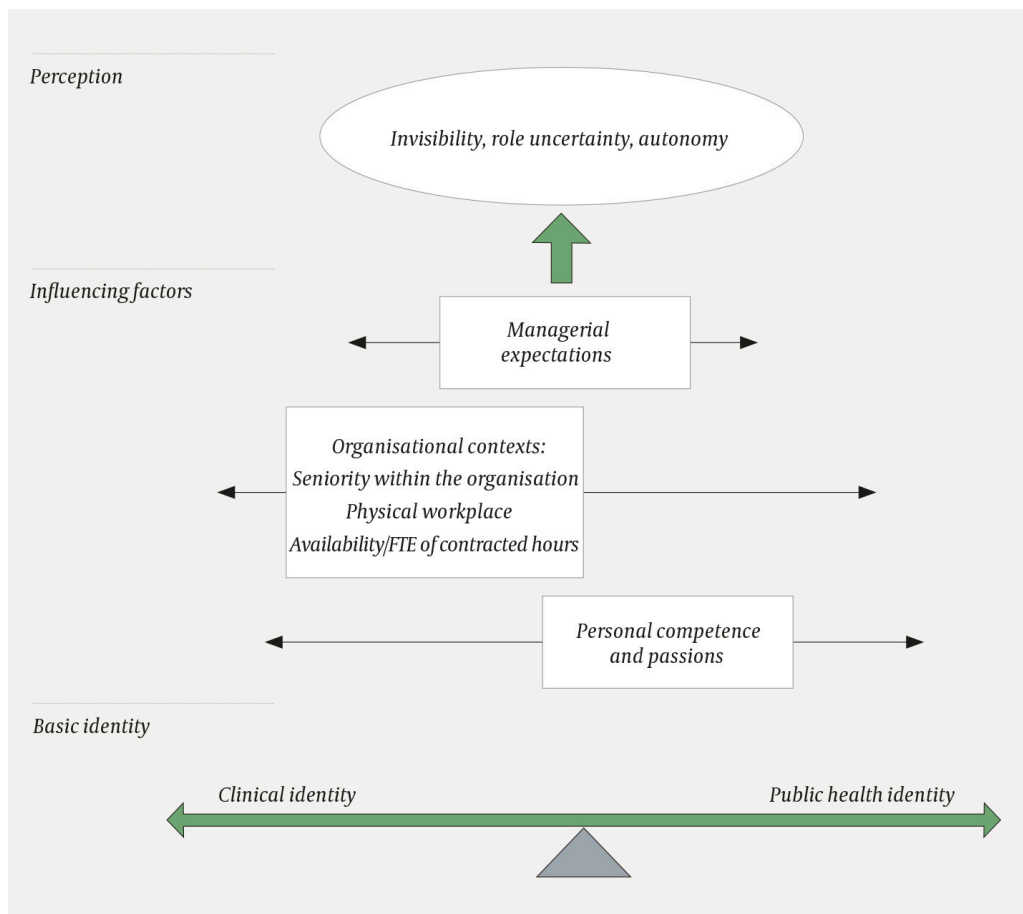 Perception
Invisibility, role uncertainty, autonomy
Influencing factors
Managerial
expectations
Organisational contexts:
Seniority within the organisation
Physical workplace
Availability/FTE of contracted hours
Personal competence
and passions
Basic identity
Clinical identity
Public health identity